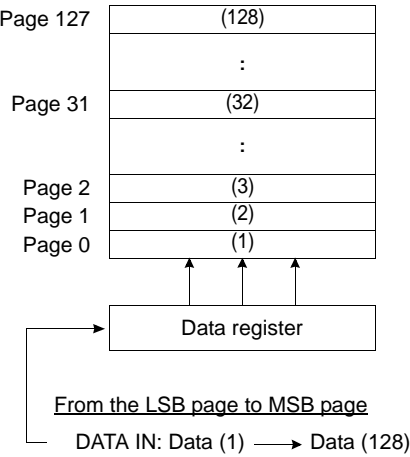 Page 127 (128)
:
Page 31 (32)
:
Page 2 (3)
Page 1 (2)
Page 0 (1)
Data register
From the LSB page to MSB page
DATA IN: Data (1) Data (128)